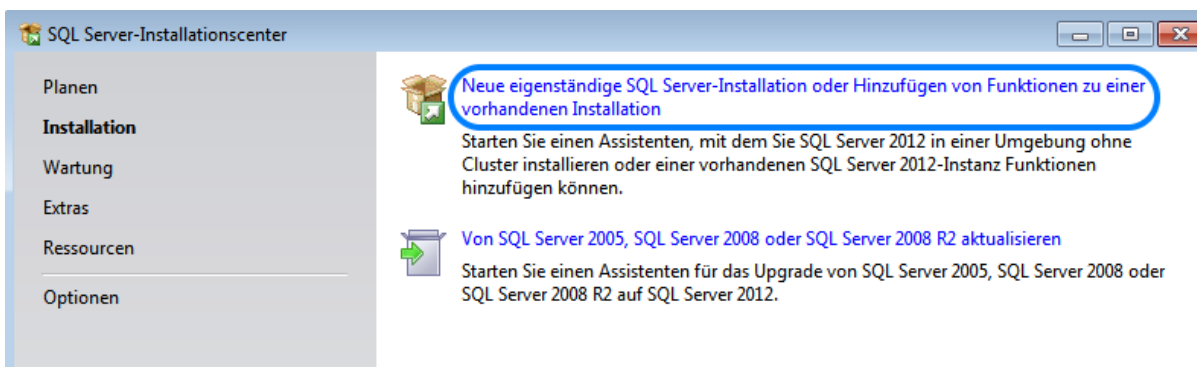 SQL Server-Installationscenter
Planen
Installation
Wartung
Extras
Ressourcen
Optionen
Neue eigenständige SQL Server-Installation oder Hinzufügen von Funktionen zu einer
vorhandenen Installation
Starten Sie einen Assistenten, mit dem Sie SQL Server 2012 in einer Umgebung ohne
Cluster installieren oder einer vorhandenen SQL Server 2012-Instanz Funktionen
hinzufügen können.
Von SQL Server 2005, SQL Server 2008 oder SQL Server 2008 R2 aktualisieren
Starten Sie einen Assistenten für das Upgrade von SQL Server 2005, SQL Server 2008 oder
SQL Server 2008 R2 auf SQL Server 2012.